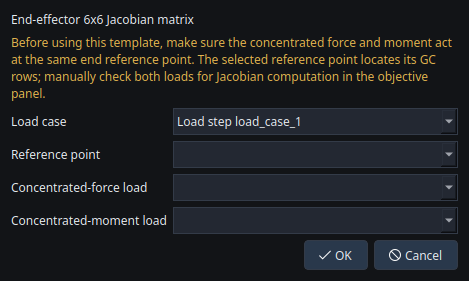 End-effector 6x6 Jacobian matrix
Before using this template, make sure the concentrated force and moment act
at the same end reference point. The selected reference point locates its GC
rows; manually check both loads for Jacobian computation in the objective
panel.
Load case
Load step load_case_1
Reference point
Concentrated-force load
Concentrated-moment load
OK
Cancel